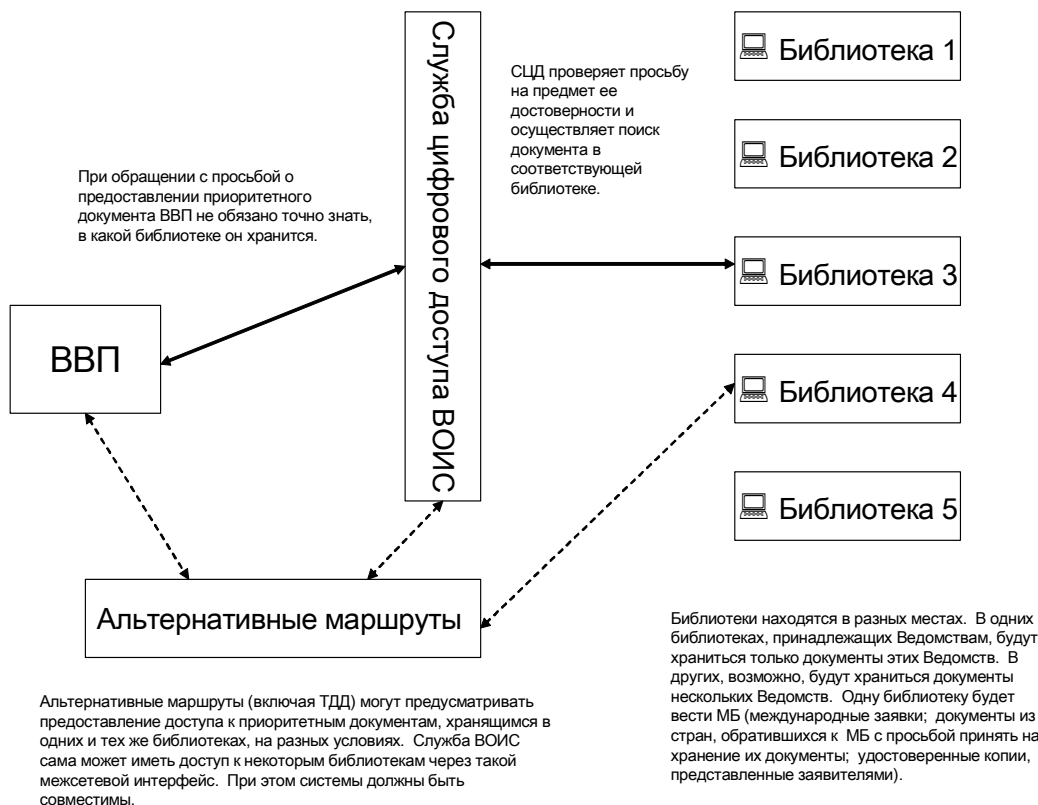 Служба цифрового доступа ВОИС
Библиотека 1
СЦД проверяет просьбу
на предмет ее
достоверности и
осуществляет поиск
документа в
соответствующей
библиотеке.
Библиотека 2
При обращении с просьбой о
предоставлении приоритетного
документа ВВП не обязано точно знать,
в какой библиотеке он хранится.
Библиотека 3
ВВП
Библиотека 4
Библиотека 5
Альтернативные маршруты
Библиотеки находятся в разных местах. В одних
библиотеках, принадлежащих Ведомствам, будут
храниться только документы этих Ведомств. В
других, возможно, будут храниться документы
нескольких Ведомств. Одну библиотеку будет
вести МБ (международные заявки; документы из
стран, обратившихся к МБ с просьбой принять на
хранение их документы; удостоверенные копии,
представленные заявителями).
Альтернативные маршруты (включая ТДД) могут предусматривать
предоставление доступа к приоритетным документам, хранящимся в
одних и тех же библиотеках, на разных условиях. Служба ВОИС
сама может иметь доступ к некоторым библиотекам через такой
межсетевой интерфейс. При этом системы должны быть
совместимы.